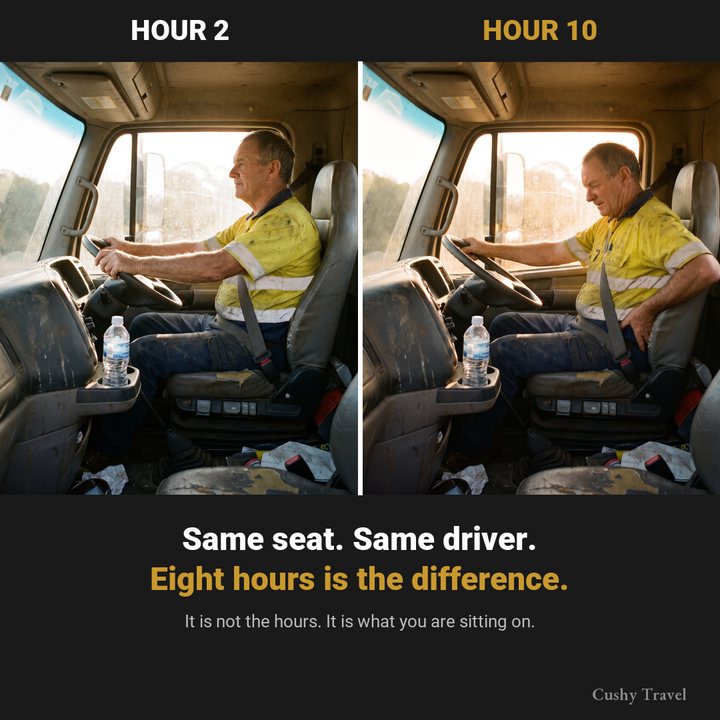 HOUR 2
HOUR 10
Same seat. Same driver.
Eight hours is the difference.
It is not the hours. It is what you are sitting on.
Cushy Travel